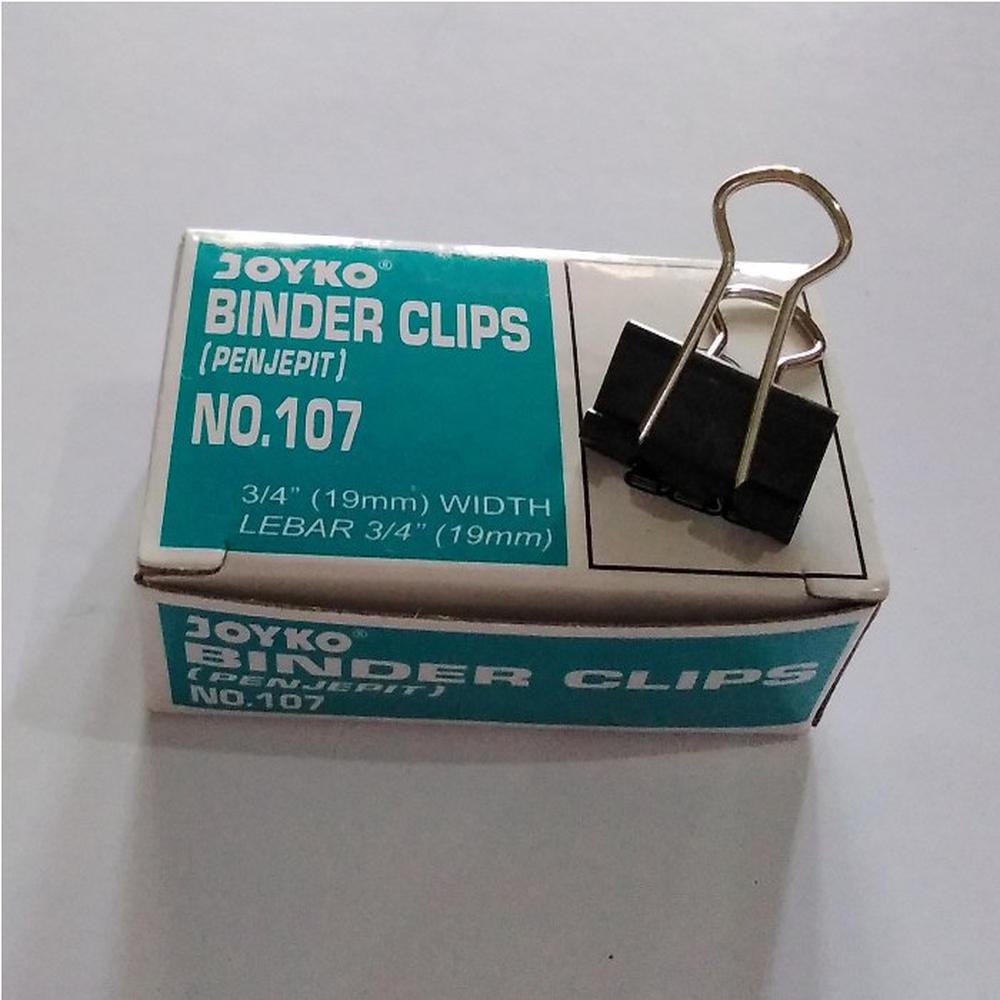 JOYKO®
BINDER CLIPS
(PENJEPIT)
NO.107
3/4” (19mm) WIDTH
LEBAR 3/4” (19mm)
JOYKO®
BINDER CLIPS
(PENJEPIT)
NO.107